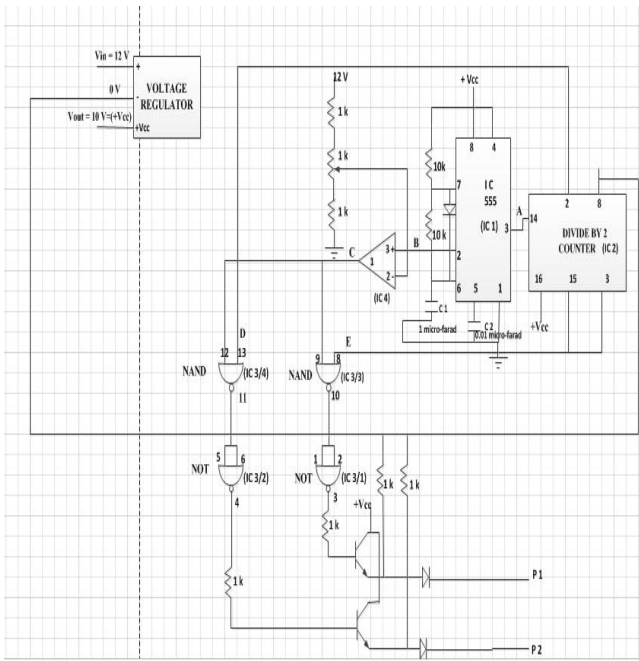 Vin = 12 V
+
0 V
-
Vout = 10 V=(+Vcc)
+Vcc
VOLTAGE
REGULATOR
12 V
1 k
1 k
1 k
+ Vcc
10k
10 k
8
4
7
IC
555
(IC 1)
3
2
6
5
1
A
14
2
8
DIVIDE BY 2
COUNTER (IC 2)
16
15
3
+Vcc
C 1
1 micro-farad
C 2
0.01 micro-farad
B
3+
1
2-
(IC 4)
C
D
E
12
13
NAND
(IC 3/4)
11
9
8
NAND
(IC 3/3)
10
5
6
NOT
(IC 3/2)
4
1
2
NOT
(IC 3/1)
3
1 k
1 k
+Vcc
1 k
1 k
P 1
P 2